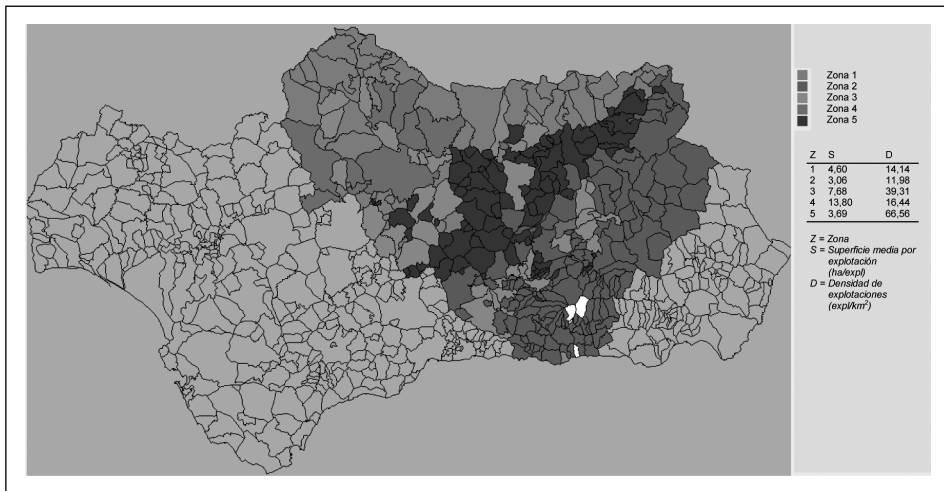 Zona 1
Zona 2
Zona 3
Zona 4
Zona 5
Z S D
1 4,60 14,14
2 3,06 11,98
3 7,68 39,31
4 13,80 16,44
5 3,69 66,56
Z = Zona
S = Superficie media por
explotación
(ha/expl)
D = Densidad de
explotaciones
(expl/km²)